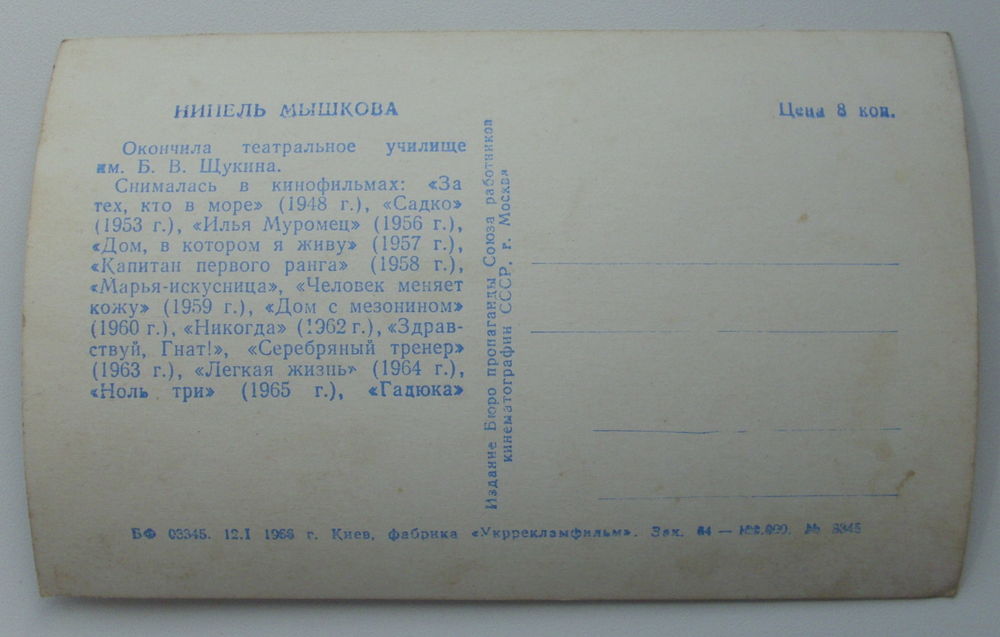 НИНЕЛЬ МЫШКОВА
Окончила театральное училище
им. Б. В. Щукина.
Снималась в кинофильмах: «За
тех, кто в море» (1948 г.), «Садко»
(1953 г.), «Илья Муромец» (1956 г.),
«Дом, в котором я живу» (1957 г.),
«Капитан первого ранга» (1958 г.),
«Марья-искусница», «Человек меняет
кожу» (1959 г.), «Дом с мезонином»
(1960 г.), «Никогда» (1962 г.), «Здрав-
ствуй, Гнат!», «Серебряный тренер»
(1963 г.), «Легкая жизнь» (1964 г.),
«Ноль три» (1965 г.), «Гадюка»
Издание Бюро пропаганды Союза работников
кинематографии СССР, г. Москва
Цена 8 коп.
БФ 03345. 12.I 1966 г. Киев, фабрика «Укррекламфильм». Зак. 64 — №